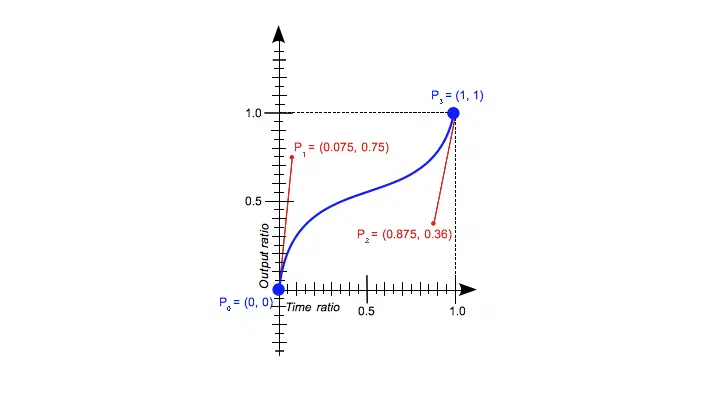 P3 = (1, 1)
1.0
P1 = (0.075, 0.75)
0.5
P2 = (0.875, 0.36)
Output ratio
P0 = (0, 0)
Time ratio
0.5
1.0